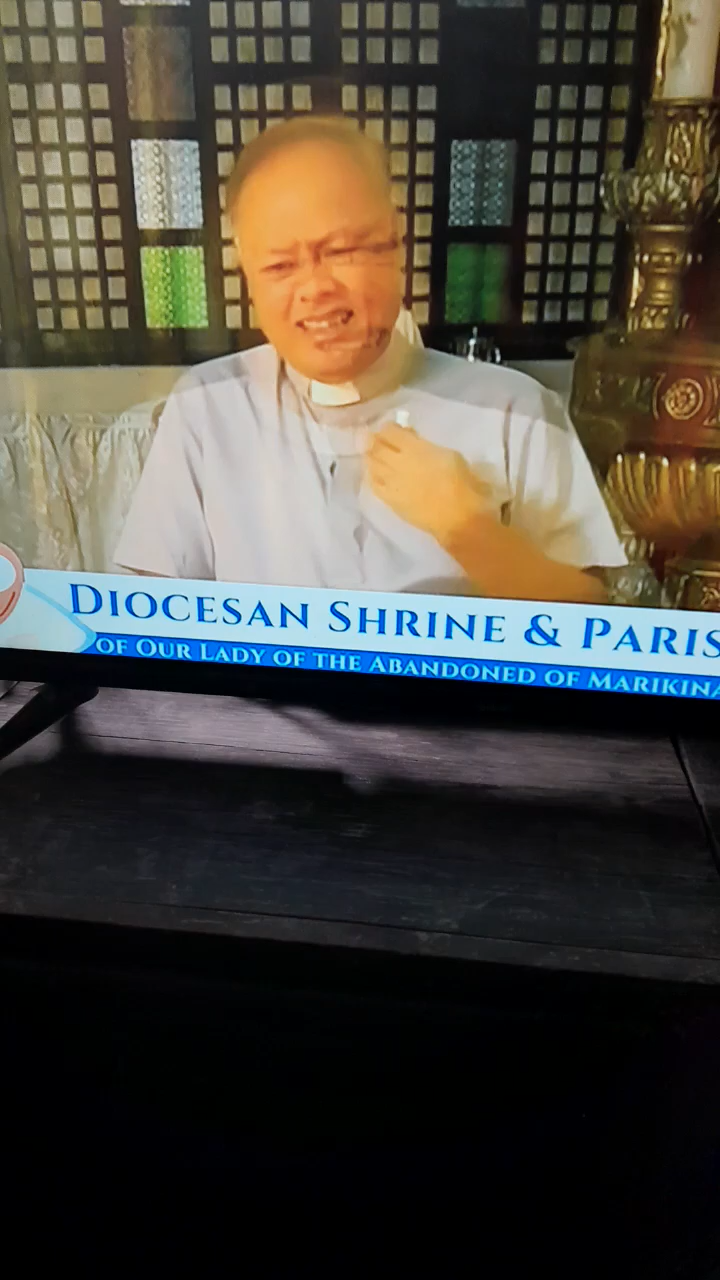 DIOCESAN SHRINE & PARIS
OF OUR LADY OF THE ABANDONED OF MARIKINA